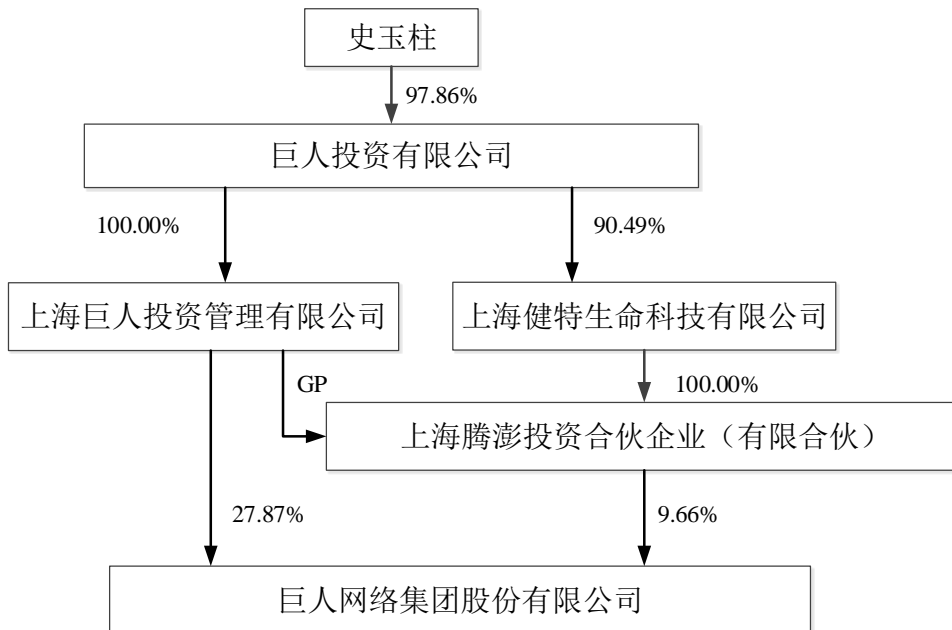 史玉柱
97.86%
巨人投资有限公司
100.00%
90.49%
上海巨人投资管理有限公司
上海健特生命科技有限公司
GP
100.00%
上海腾澎投资合伙企业（有限合伙）
27.87%
9.66%
巨人网络集团股份有限公司